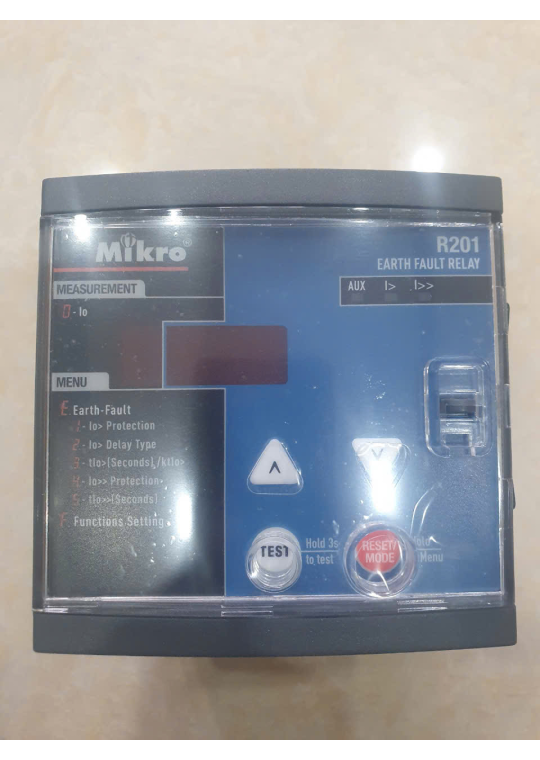 Mikro®
R201
EARTH FAULT RELAY
AUX I> I>>
MEASUREMENT
0 - Io
MENU
E Earth-Fault
1 - Io> Protection
2 - Io> Delay Type
3 - tIo>(Seconds)/ktIo>
4 - Io>> Protection
5 - tIo>>(Seconds)
F Functions Setting
TEST
Hold 3s
to test
RESET/
MODE
Menu